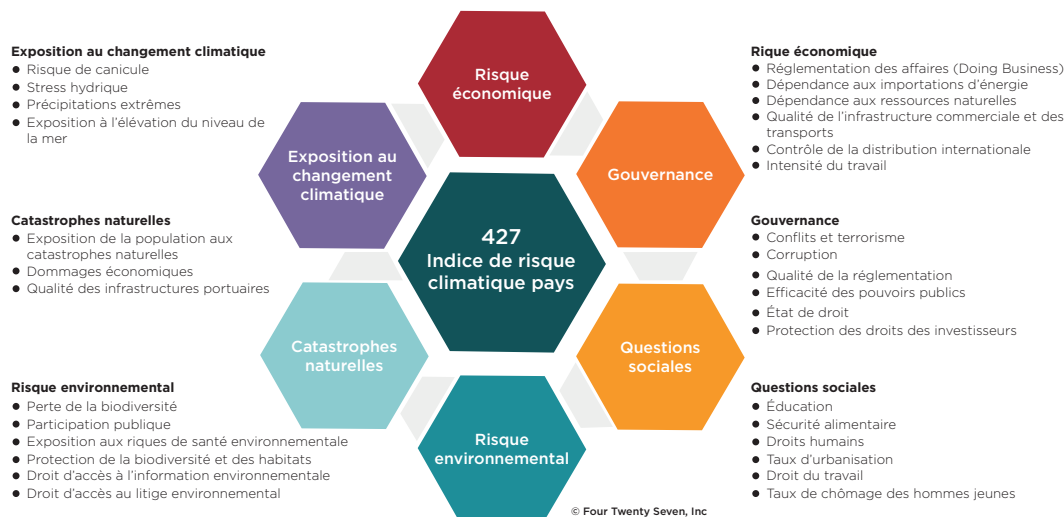 Exposition au changement climatique
● Risque de canicule
● Stress hydrique
● Précipitations extrêmes
● Exposition à l'élévation du niveau de
la mer
Catastrophes naturelles
● Exposition de la population aux
catastrophes naturelles
● Dommages économiques
● Qualité des infrastructures portuaires
Risque environnemental
● Perte de la biodiversité
● Participation publique
● Exposition aux riques de santé environnementale
● Protection de la biodiversité et des habitats
● Droit d'accès à l'information environnementale
● Droit d'accès au litige environnemental
Risque
économique
Exposition au
changement
climatique
Gouvernance
427
Indice de risque
climatique pays
Catastrophes
naturelles
Questions
sociales
Risque
environnemental
© Four Twenty Seven, Inc
Rique économique
● Réglementation des affaires (Doing Business)
● Dépendance aux importations d'énergie
● Dépendance aux ressources naturelles
● Qualité de l'infrastructure commerciale et des
transports
● Contrôle de la distribution internationale
● Intensité du travail
Gouvernance
● Conflits et terrorisme
● Corruption
● Qualité de la réglementation
● Efficacité des pouvoirs publics
● État de droit
● Protection des droits des investisseurs
Questions sociales
● Éducation
● Sécurité alimentaire
● Droits humains
● Taux d'urbanisation
● Droit du travail
● Taux de chômage des hommes jeunes